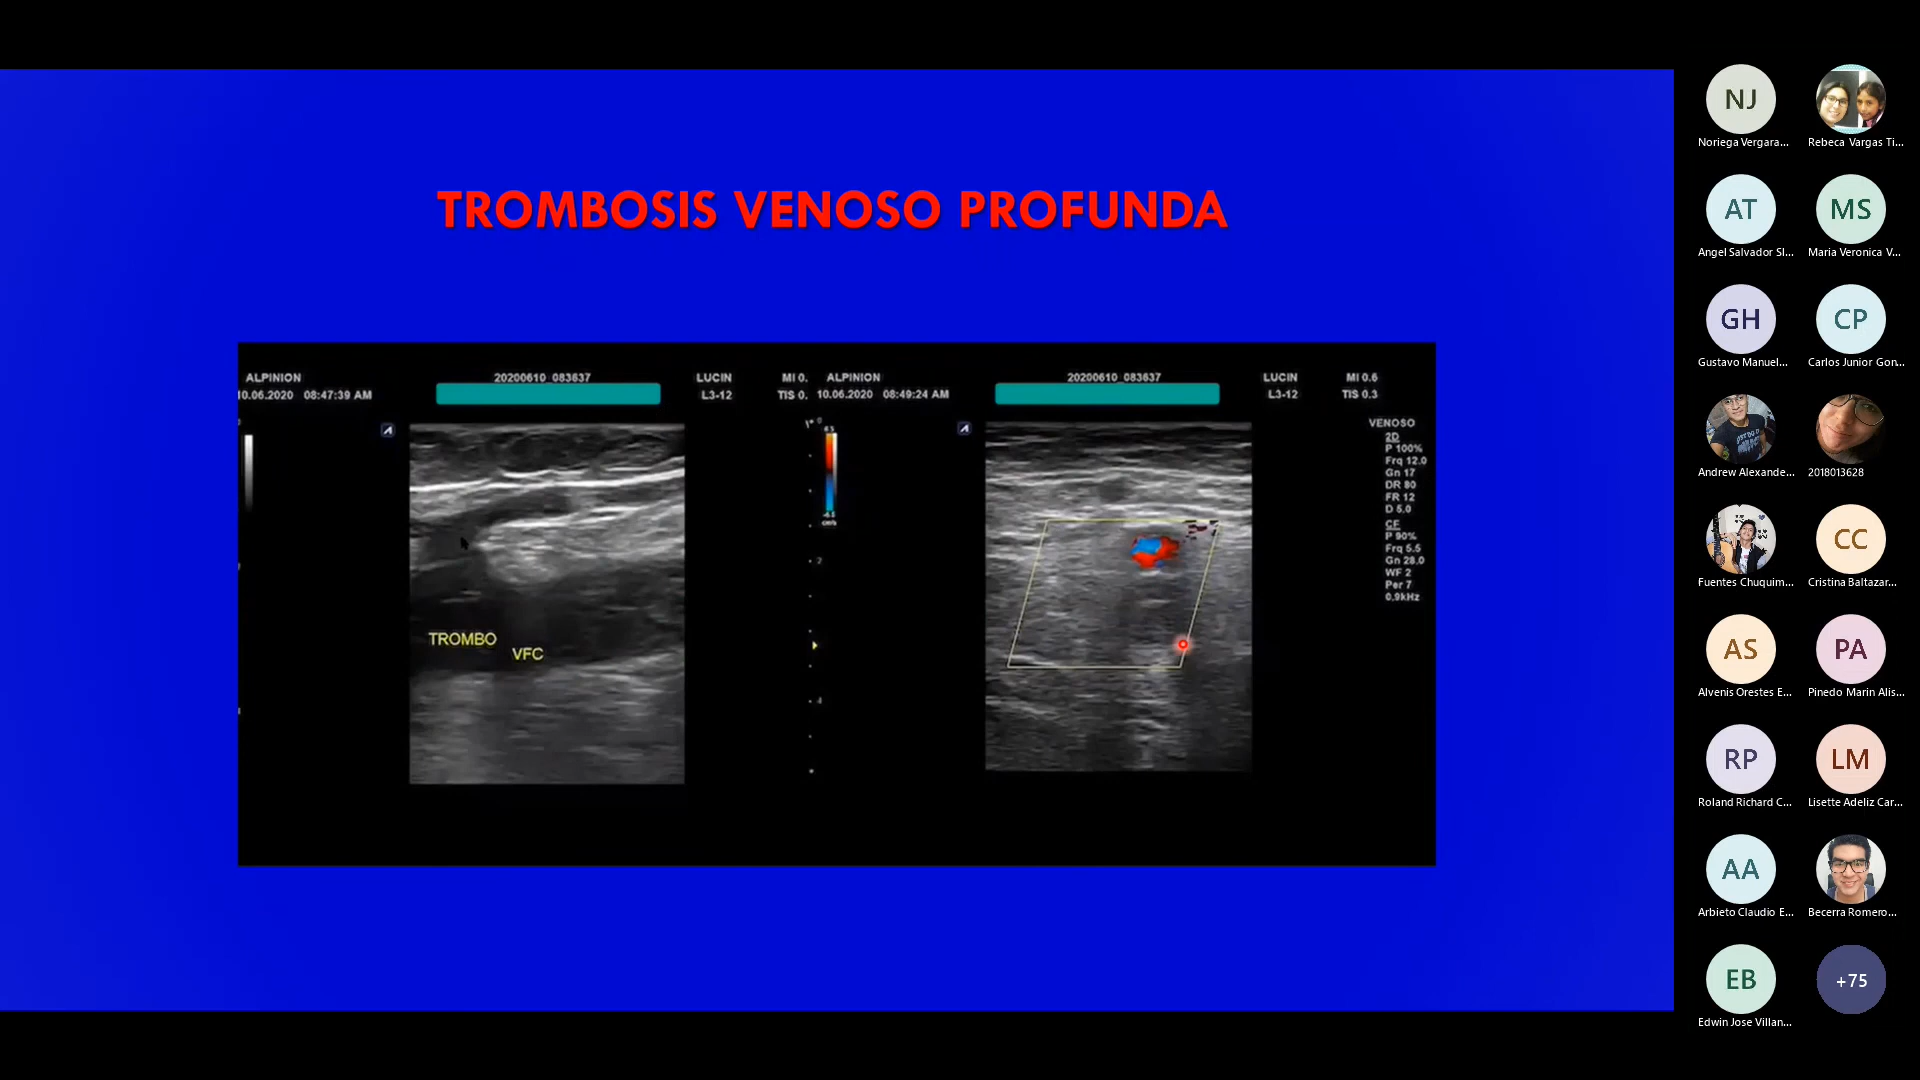 TROMBOSIS VENOSO PROFUNDA
ALPINION
20200610_083637
LUCIN
MI 0.
10.06.2020 08:47:39 AM
L3-12
TIS 0.
TROMBO
VFC
ALPINION
20200610_083637
LUCIN
MI 0.6
10.06.2020 08:49:24 AM
L3-12
TIS 0.3
cm/s
2
4
VENOSO
2D
P 100%
Frq 12.0
Gn 17
DR 80
FR 12
D 5.0
CF
P 90%
Frq 5.5
Gn 28.0
WF 2
Per 7
0.9kHz
NJ
Noriega Vergara...
Rebeca Vargas Ti...
AT
Angel Salvador Sl...
MS
Maria Veronica V...
GH
Gustavo Manuel...
CP
Carlos Junior Gon...
Andrew Alexande...
2018013628
Fuentes Chuquim...
CC
Cristina Baltazar...
AS
Alvenis Orestes E...
PA
Pinedo Marin Alis...
RP
Roland Richard C...
LM
Lisette Adeliz Car...
AA
Arbieto Claudio E...
Becerra Romero...
EB
Edwin Jose Villan...
+75